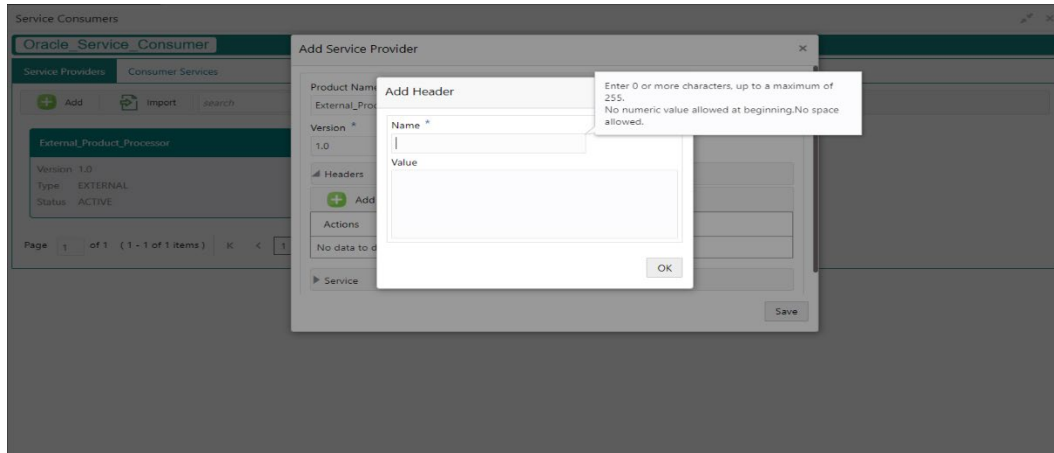 Service Consumers
Oracle_Service_Consumer
Service Providers Consumer Services
Add Import search
External_Product_Processor
Version 1.0
Type EXTERNAL
Status ACTIVE
Page 1 of 1 (1 - 1 of 1 items) K < 1
Add Service Provider ×
Product Name
External_Proc
Version *
1.0
Headers
Add
Actions
No data to d
Service
Save
Add Header
Name *
Value
OK
Enter 0 or more characters, up to a maximum of
255.
No numeric value allowed at beginning.No space
allowed.